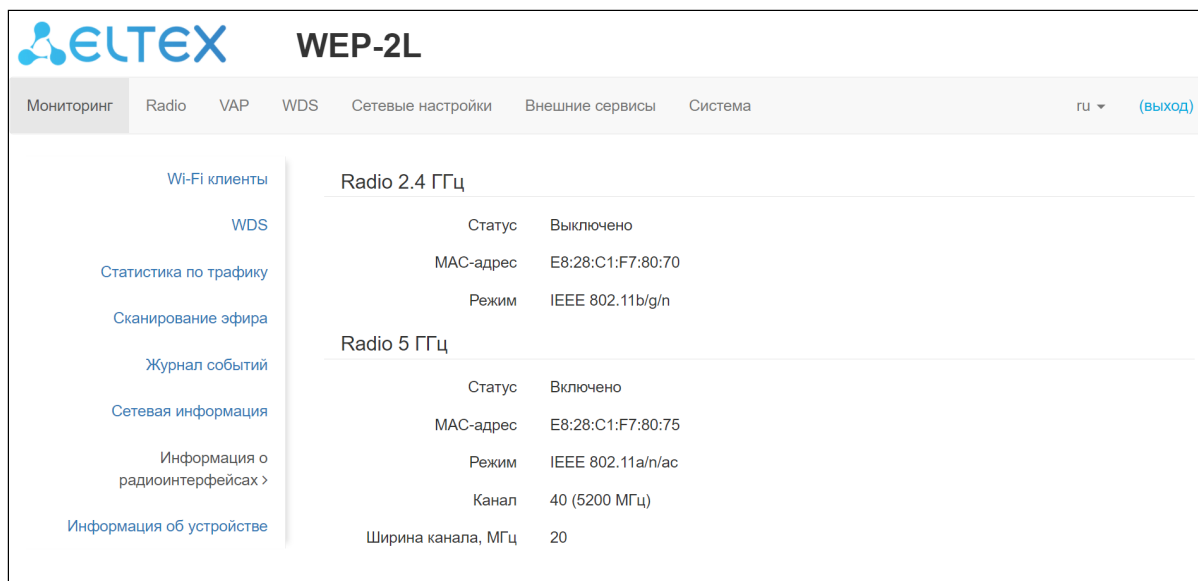 ELTEX WEP-2L
Мониторинг Radio VAP WDS Сетевые настройки Внешние сервисы Система ru (выход)
Wi-Fi клиенты
WDS
Статистика по трафику
Сканирование эфира
Журнал событий
Сетевая информация
Информация о
радиоинтерфейсах >
Информация об устройстве
Radio 2.4 ГГц
Статус Выключено
MAC-адрес E8:28:C1:F7:80:70
Режим IEEE 802.11b/g/n
Radio 5 ГГц
Статус Включено
MAC-адрес E8:28:C1:F7:80:75
Режим IEEE 802.11a/n/ac
Канал 40 (5200 МГц)
Ширина канала, МГц 20